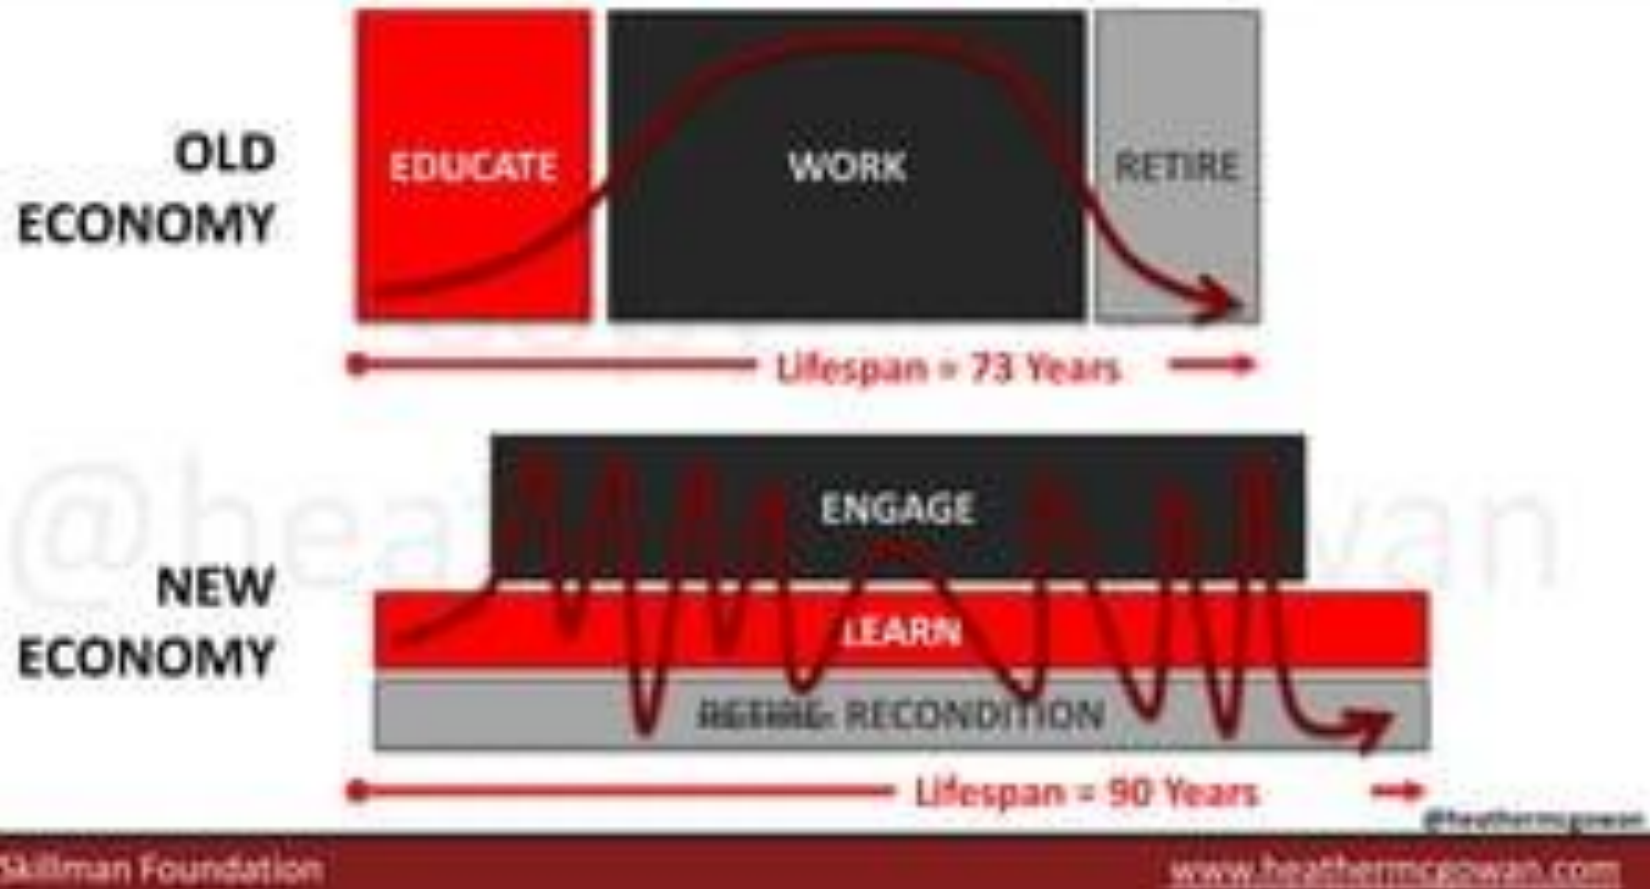 OLD
ECONOMY
EDUCATE
WORK
RETIRE
Lifespan = 73 Years
NEW
ECONOMY
ENGAGE
LEARN
RETIRE: RECONDITION
Lifespan = 90 Years
@heathermcgowan
Skillman Foundation
www.heathermcgowan.com